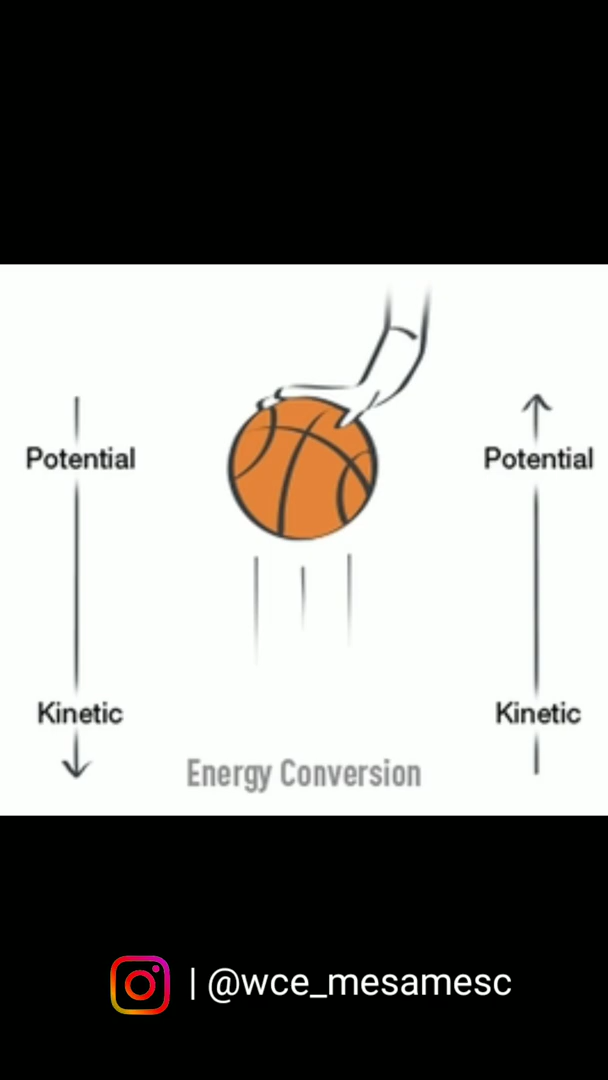 Potential
Potential
Kinetic
Kinetic
Energy Conversion
| @wce_mesamesc